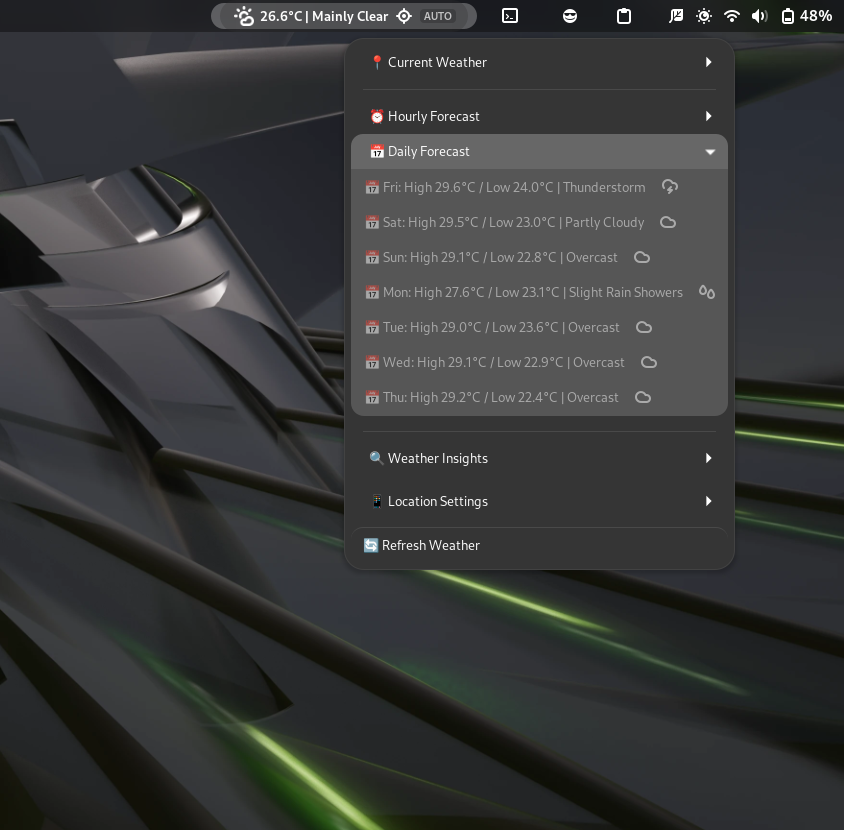 26.6°C | Mainly Clear AUTO 48%
Current Weather
Hourly Forecast
Daily Forecast
Fri: High 29.6°C / Low 24.0°C | Thunderstorm
Sat: High 29.5°C / Low 23.0°C | Partly Cloudy
Sun: High 29.1°C / Low 22.8°C | Overcast
Mon: High 27.6°C / Low 23.1°C | Slight Rain Showers
Tue: High 29.0°C / Low 23.6°C | Overcast
Wed: High 29.1°C / Low 22.9°C | Overcast
Thu: High 29.2°C / Low 22.4°C | Overcast
Weather Insights
Location Settings
Refresh Weather